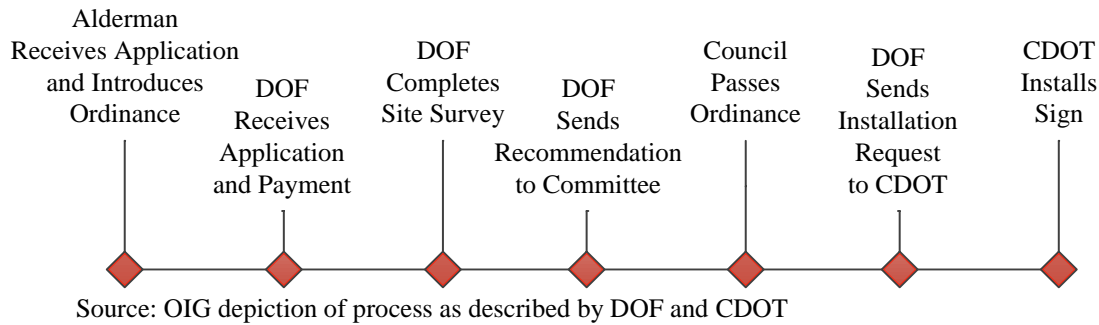 Alderman
Receives Application
and Introduces
Ordinance
DOF
Receives
Application
and Payment
DOF
Completes
Site Survey
DOF
Sends
Recommendation
to Committee
Council
Passes
Ordinance
DOF
Sends
Installation
Request
to CDOT
CDOT
Installs
Sign
Source: OIG depiction of process as described by DOF and CDOT